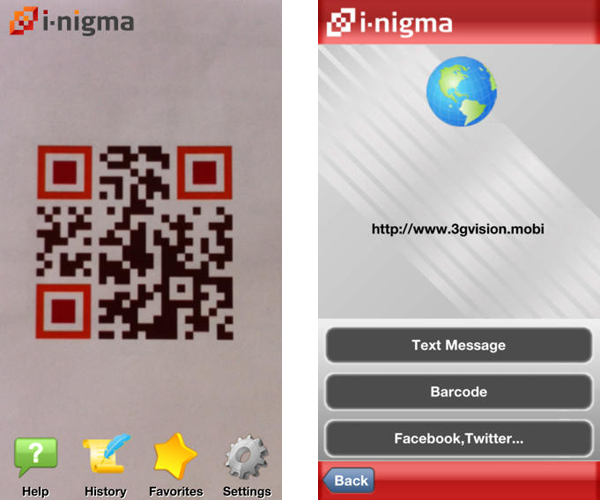 i-nigma
?
Help
History
Favorites
Settings
i-nigma
http://www.3gvision.mobi
Text Message
Barcode
Facebook,Twitter...
Back